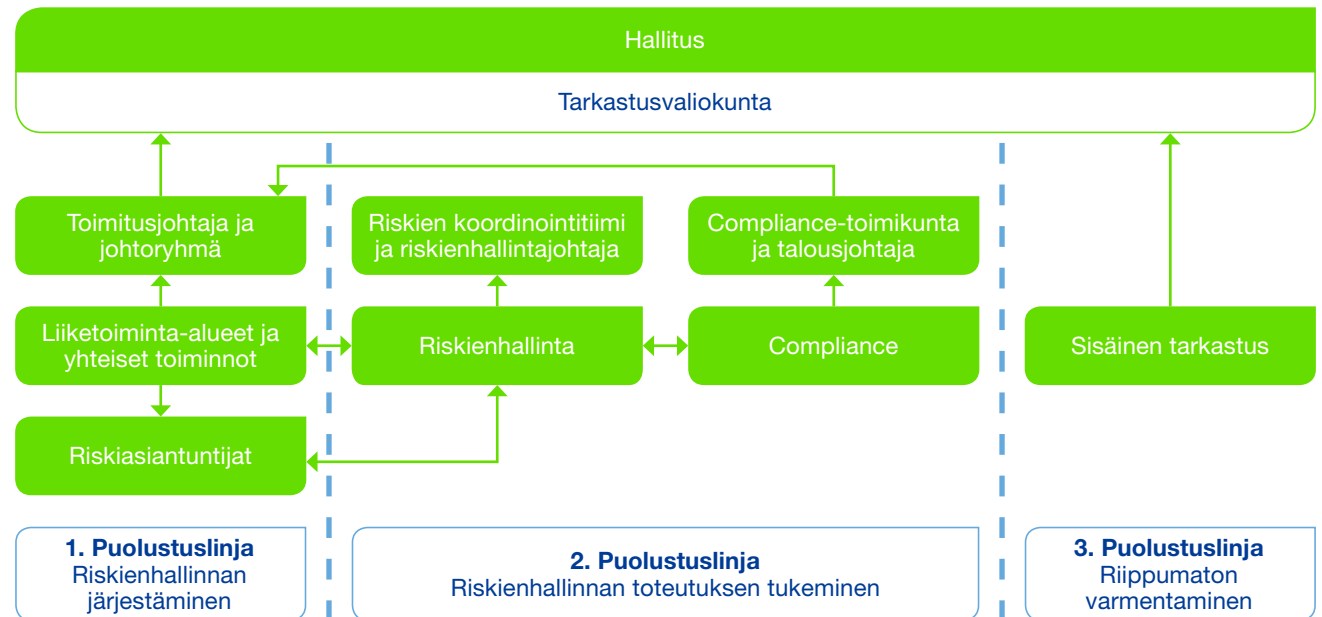 Hallitus
Tarkastusvaliokunta
Toimitusjohtaja ja
johtoryhmä
Riskien koordinointitiimi
ja riskienhallintajohtaja
Compliance-toimikunta
ja talousjohtaja
Liiketoiminta-alueet ja
yhteiset toiminnot
Riskienhallinta
Compliance
Sisäinen tarkastus
Riskiasiantuntijat
1. Puolustuslinja
Riskienhallinnan
järjestäminen
2. Puolustuslinja
Riskienhallinnan toteutuksen tukeminen
3. Puolustuslinja
Riippumaton
varmentaminen